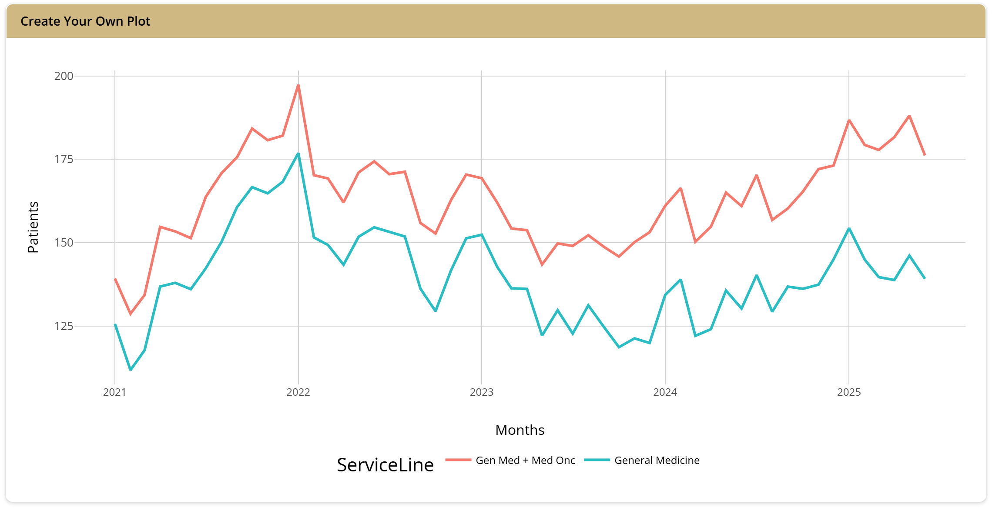 Create Your Own Plot
200
175
150
125
Patients
2021 2022 2023 2024 2025
Months
ServiceLine Gen Med + Med Onc General Medicine